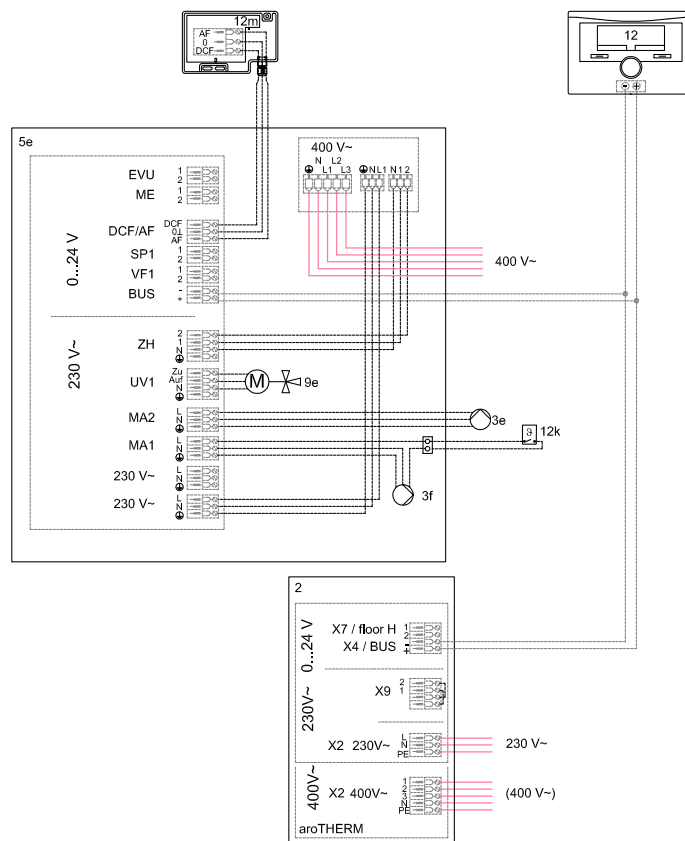 12m
AF
0
DCF
12
5e
400 V~
N L2
L1 L3
N L1 N 1 2
EVU 1
2
ME 1
2
DCF/AF DCF
0
AF
SP1 1
2
VF1 1
2
BUS -
+
0...24 V
400 V~
ZH 2
1
N
UV1 Zu
Auf
N
M 9e
230 V~
MA2 L
N
3e
MA1 L
N
12k
3f
230 V~ L
N
230 V~ L
N
2
0...24 V
X7 / floor H 1
2
X4 / BUS -
+
230V~
X9 2
1
X2 230V~ L
N
PE
230 V~
400V~
X2 400V~ 1
2
3
N
PE
(400 V~)
aroTHERM